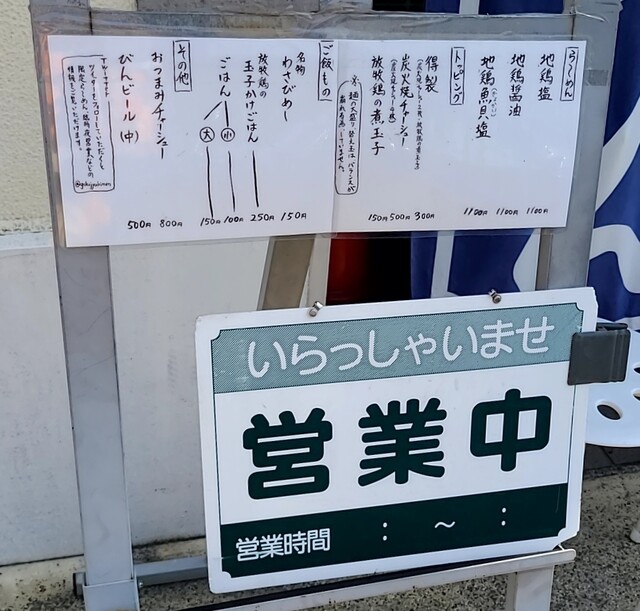 らーめん
地鶏塩 1100円
地鶏醤油 1100円
地鶏魚貝塩 1100円
トッピング
得製 300円
炭火焼チャーシュー 500円
放牧鶏の煮玉子 150円
ご飯もの
名物
わさびめし 150円
放牧鶏の
玉子かけごはん 250円
ごはん
小 100円
大 150円
その他
おつまみチャーシュー 800円
びんビール(中) 500円
いらっしゃいませ
営業中
営業時間 : ～ :